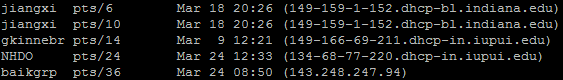 jiangxi  pts/6        Mar 18 20:26 (149-159-1-152.dhcp-bl.indiana.edu)
jiangxi  pts/10       Mar 18 20:26 (149-159-1-152.dhcp-bl.indiana.edu)
gkinnebr pts/14       Mar  9 12:21 (149-166-69-211.dhcp-in.iupui.edu)
NHDO     pts/24       Mar 24 12:33 (134-68-77-220.dhcp-in.iupui.edu)
baikgrp  pts/36       Mar 24 08:50 (143.248.247.94)